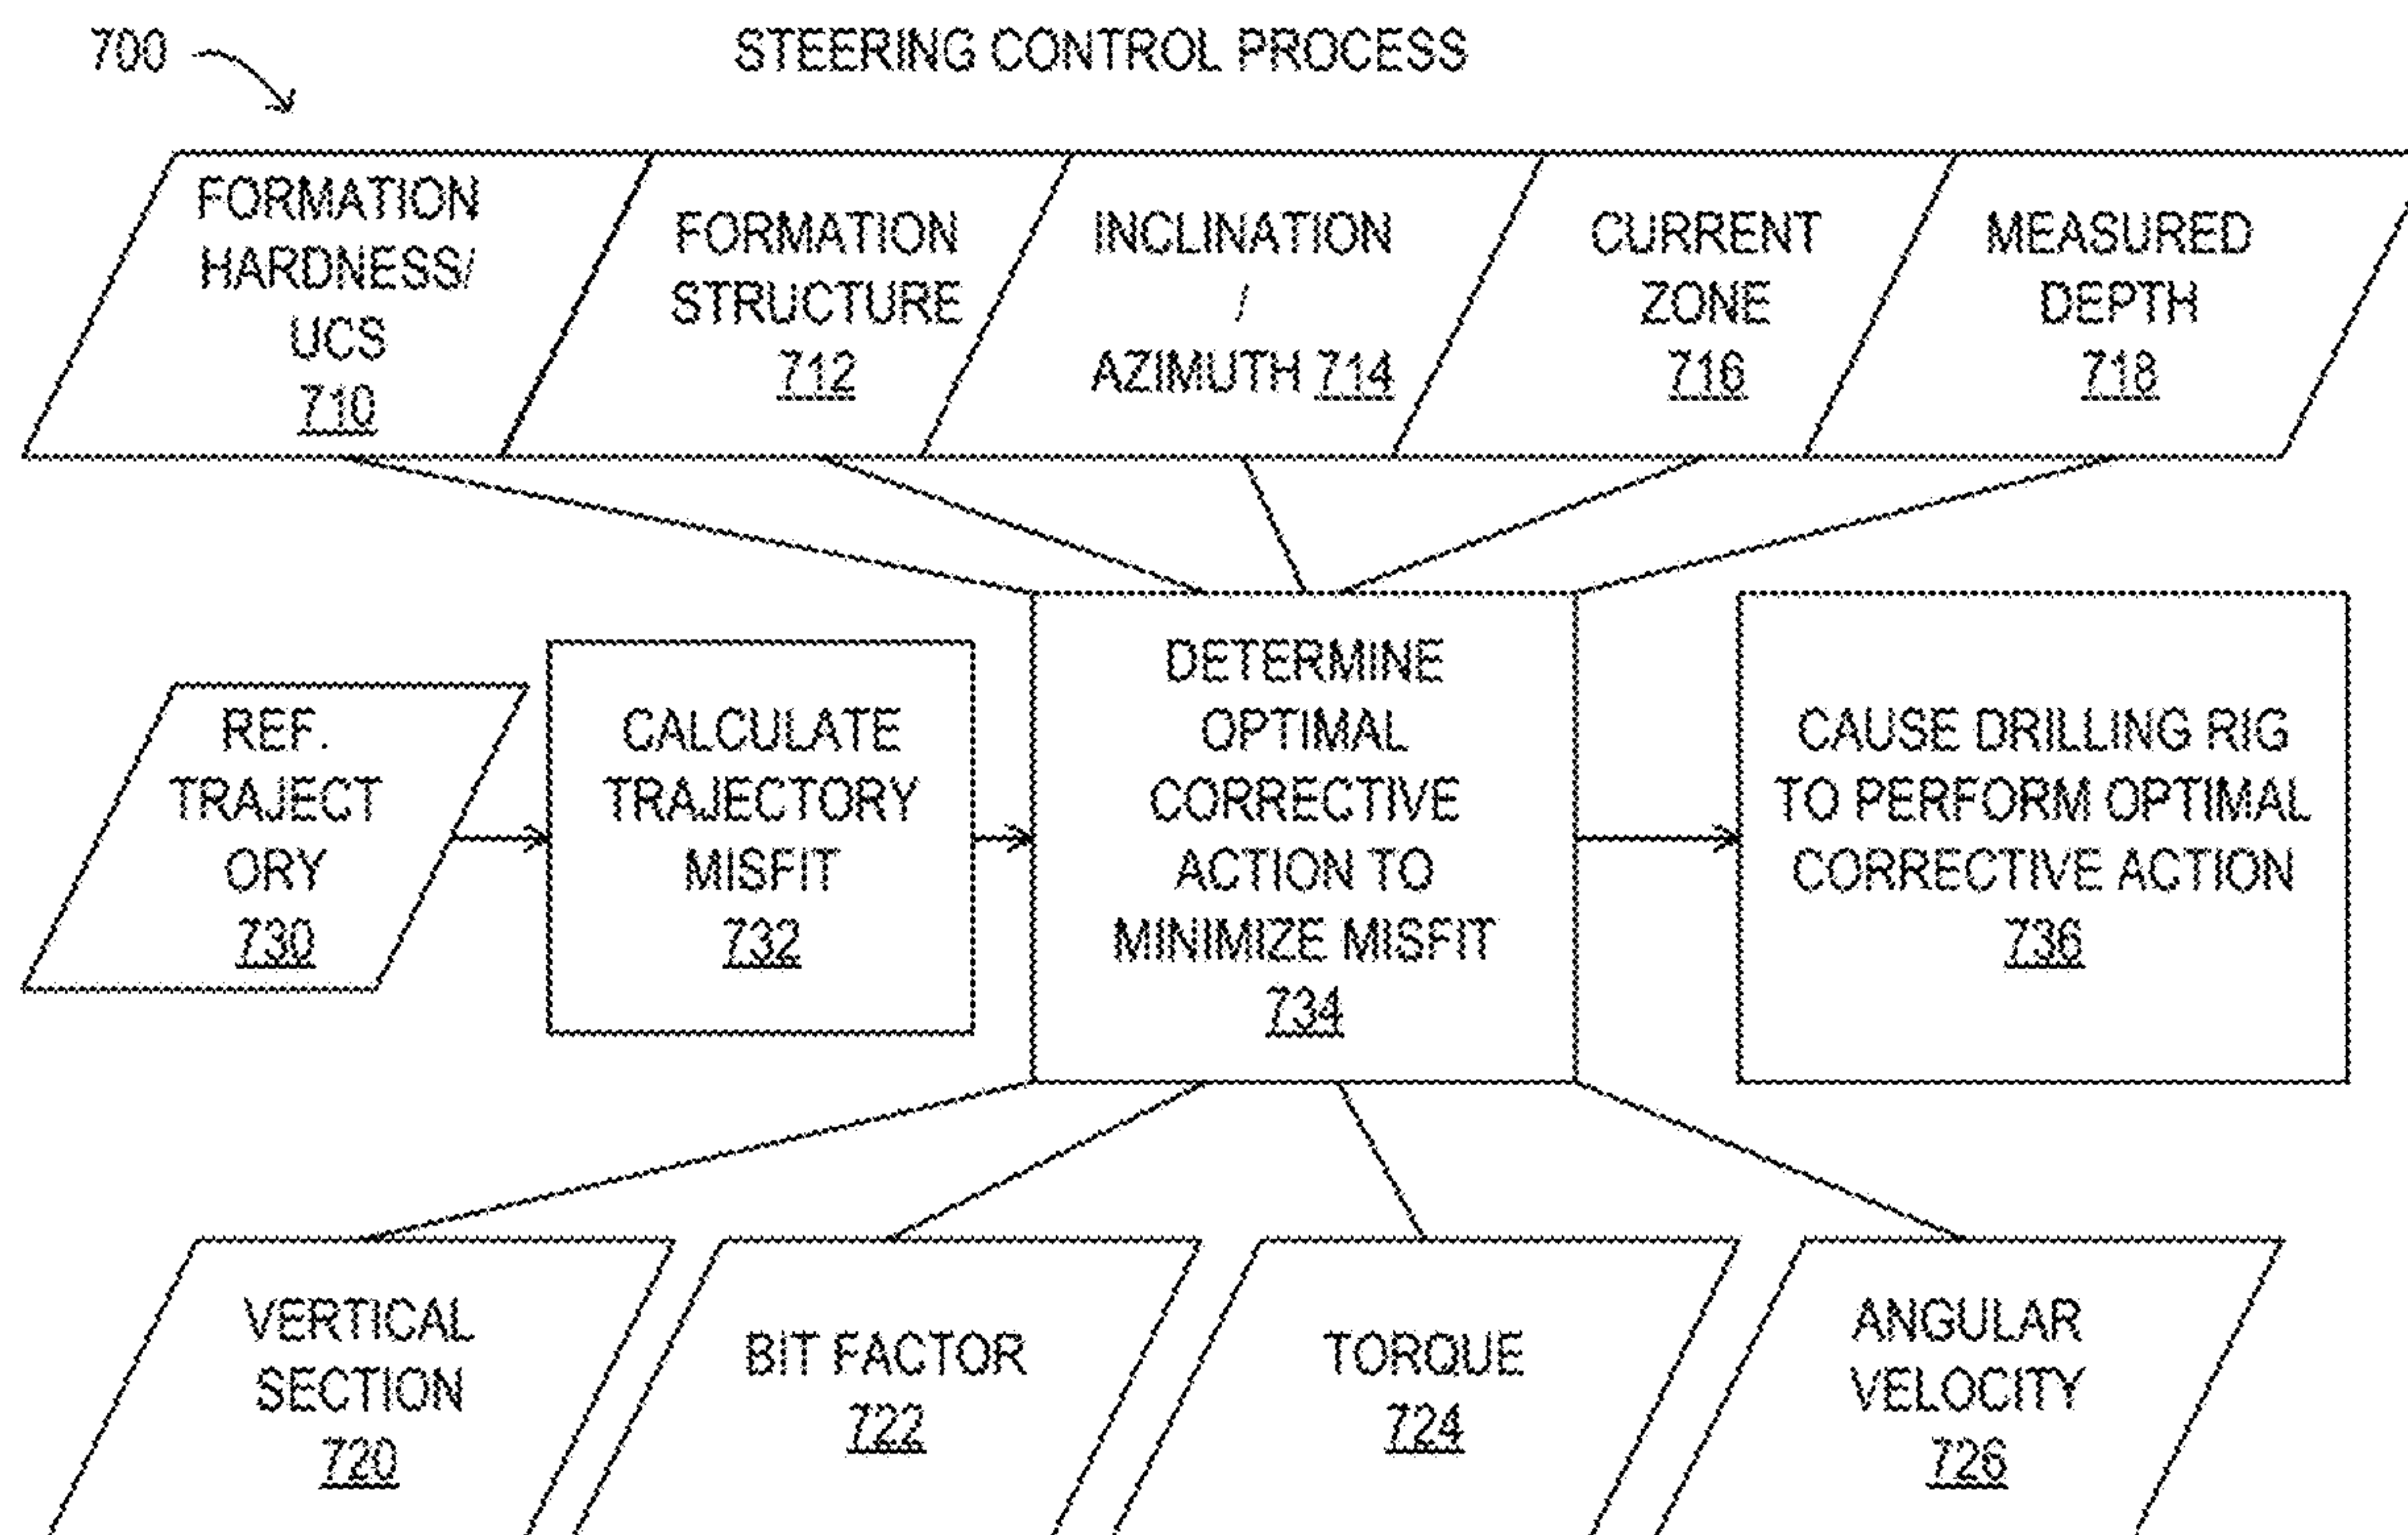 700
STEERING CONTROL PROCESS
FORMATION
HARDNESS/
UCS
710
FORMATION
STRUCTURE
712
INCLINATION
/
AZIMUTH 714
CURRENT
ZONE
716
MEASURED
DEPTH
718
REF.
TRAJECT
ORY
730
CALCULATE
TRAJECTORY
MISFIT
732
DETERMINE
OPTIMAL
CORRECTIVE
ACTION TO
MINIMIZE MISFIT
734
CAUSE DRILLING RIG
TO PERFORM OPTIMAL
CORRECTIVE ACTION
736
VERTICAL
SECTION
720
BIT FACTOR
722
TORQUE
724
ANGULAR
VELOCITY
726